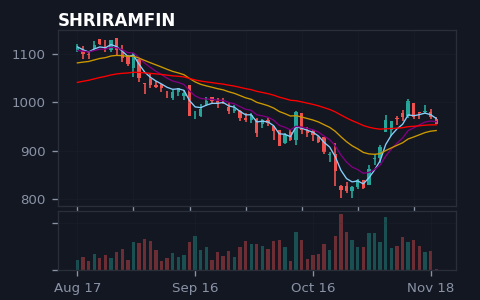 SHRIRAMFIN
1100
1000
900
800
Aug 17
Sep 16
Oct 16
Nov 18